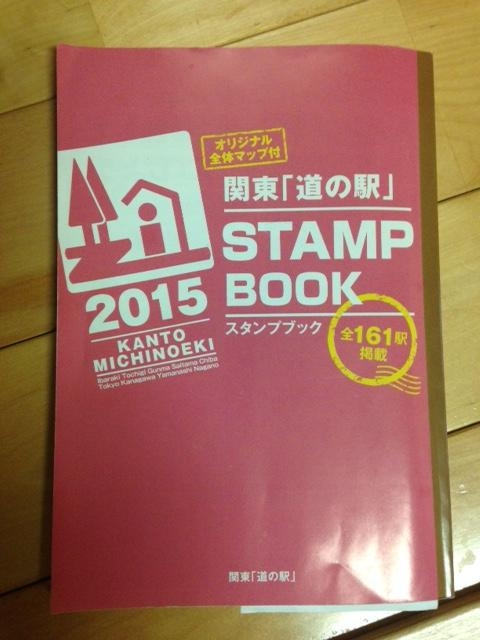 オリジナル
全体マップ付
関東「道の駅」
STAMP
BOOK
スタンプブック
全161駅
掲載
2015
KANTO
MICHINOEKI
Ibaraki Tochigi Gunma Saitama Chiba
Tokyo Kanagawa Yamanashi Nagano
関東「道の駅」